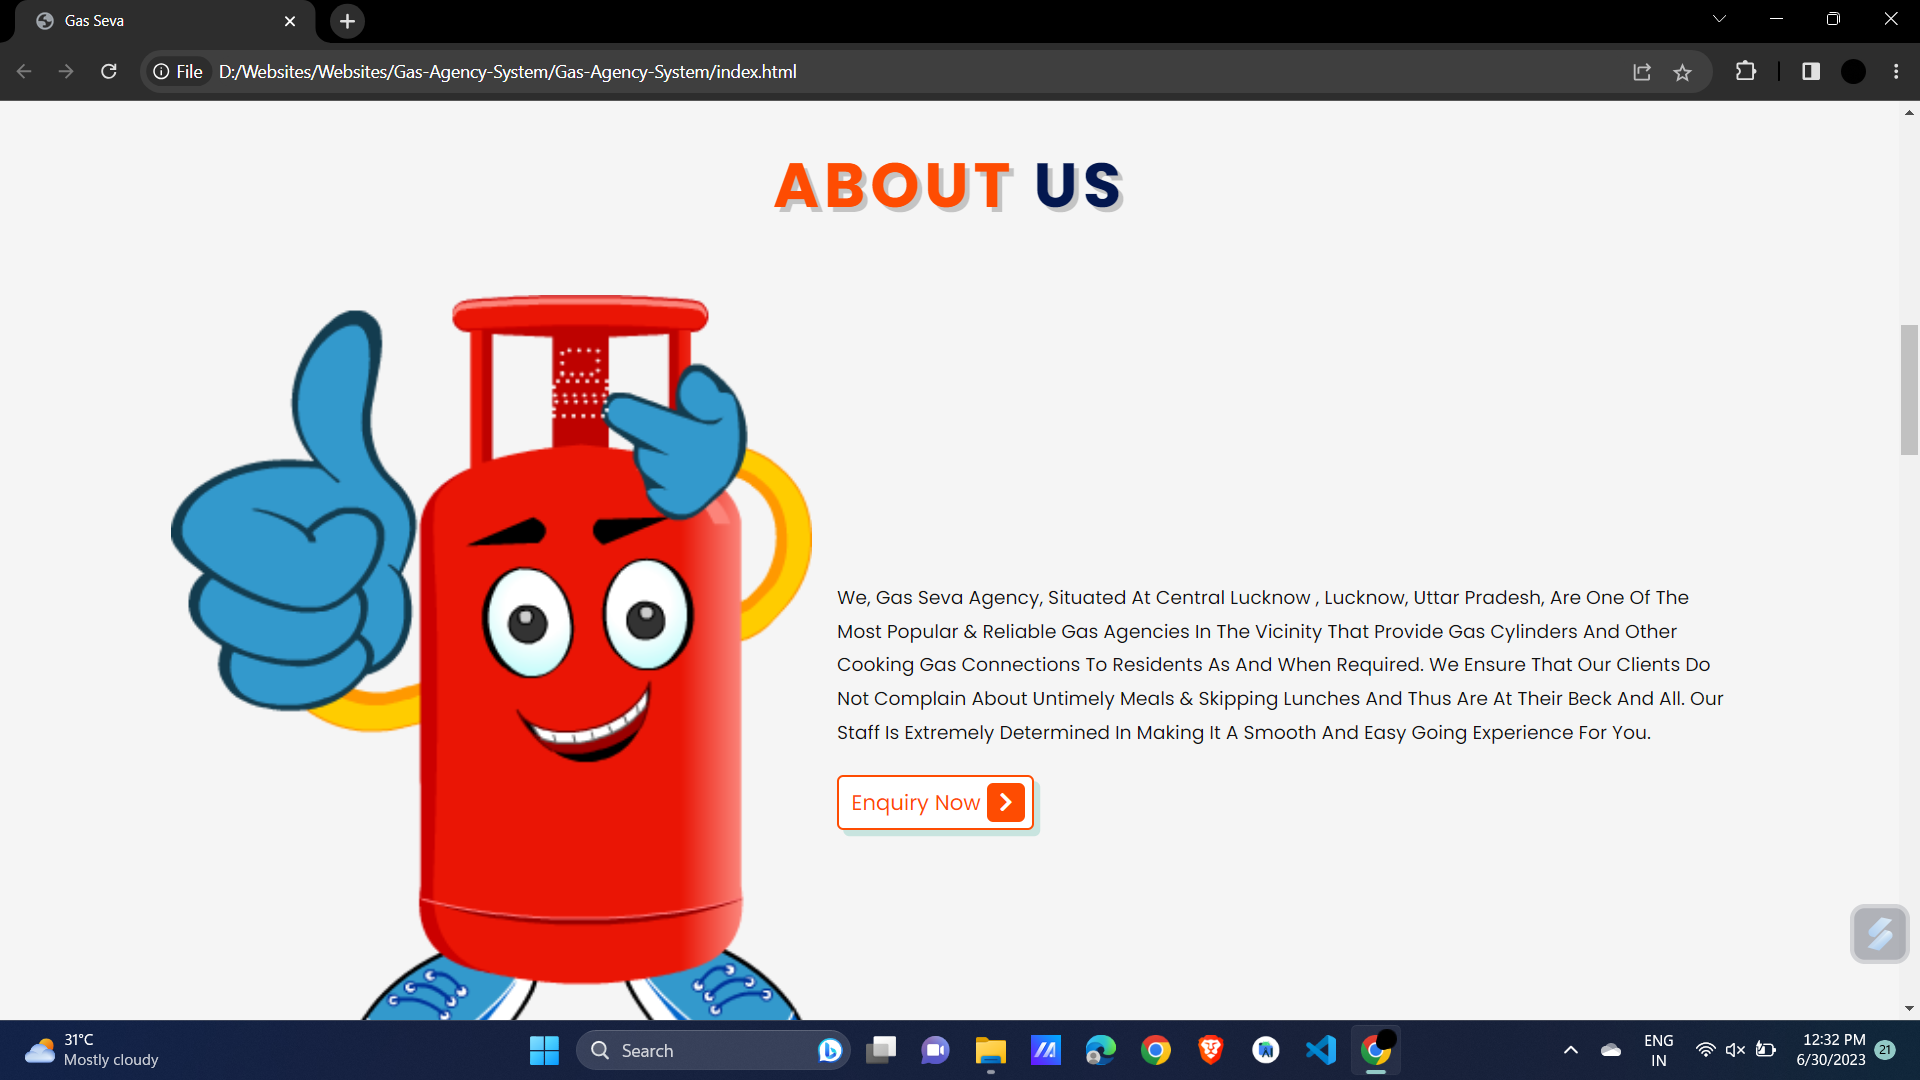 Gas Seva
File D:/Websites/Websites/Gas-Agency-System/Gas-Agency-System/index.html
ABOUT US
We, Gas Seva Agency, Situated At Central Lucknow , Lucknow, Uttar Pradesh, Are One Of The
Most Popular & Reliable Gas Agencies In The Vicinity That Provide Gas Cylinders And Other
Cooking Gas Connections To Residents As And When Required. We Ensure That Our Clients Do
Not Complain About Untimely Meals & Skipping Lunches And Thus Are At Their Beck And All. Our
Staff Is Extremely Determined In Making It A Smooth And Easy Going Experience For You.
Enquiry Now
31°C
Mostly cloudy
Search
ENG
IN
12:32 PM
6/30/2023
21